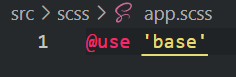 src > scss > app.scss
1 @use 'base'